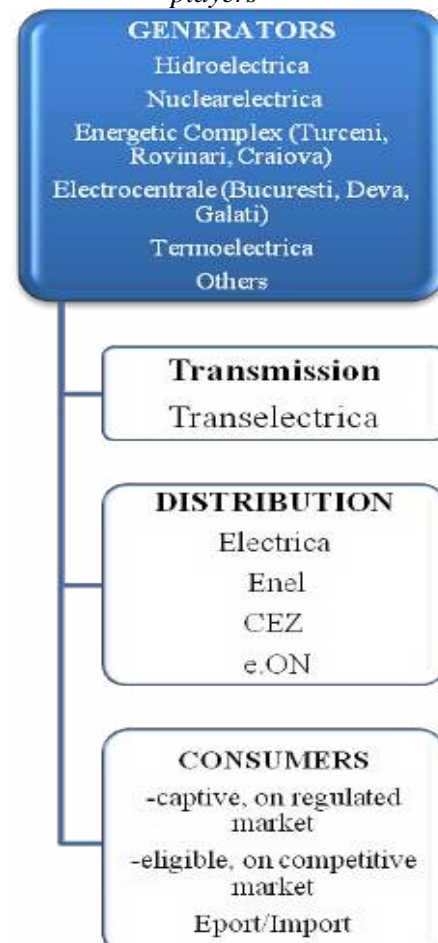 players
GENERATORS
Hidroelectrica
Nuclearelectrica
Energetic Complex (Turceni,
Rovinari, Craiova)
Electrocentrale (Bucuresti, Deva,
Galati)
Termoelectrica
Others
Transmission
Transelectrica
DISTRIBUTION
Electrica
Enel
CEZ
e.ON
CONSUMERS
-captive, on regulated
market
-eligible, on competitive
market
Eport/Import